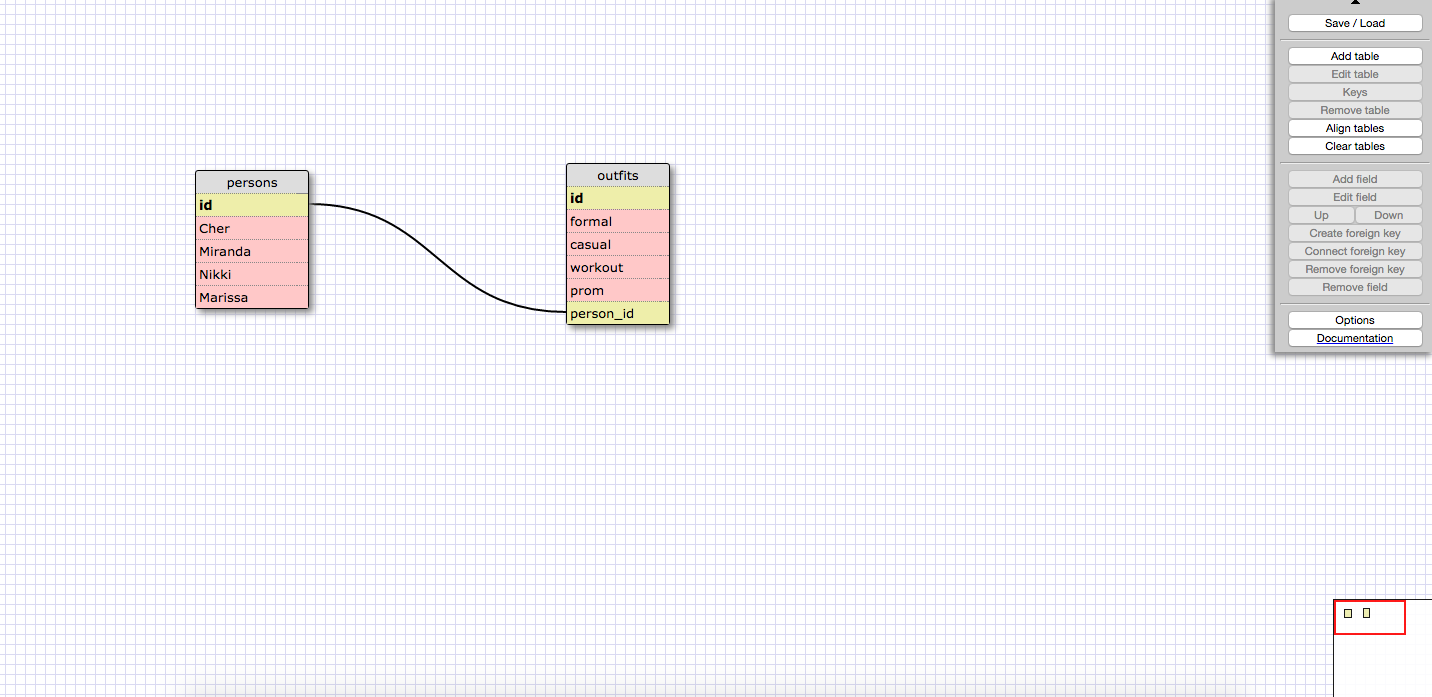 persons
id
Cher
Miranda
Nikki
Marissa
outfits
id
formal
casual
workout
prom
person_id
Save / Load
Add table
Edit table
Keys
Remove table
Align tables
Clear tables
Add field
Edit field
Up Down
Create foreign key
Connect foreign key
Remove foreign key
Remove field
Options
Documentation